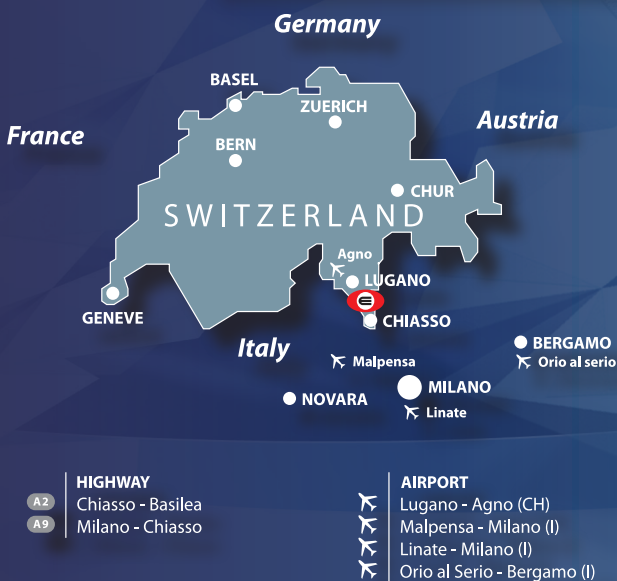 Germany
BASEL
ZUERICH
France
Austria
BERN
CHUR
SWITZERLAND
Agno
LUGANO
GENEVE
CHIASSO
Italy
BERGAMO
Malpensa
Orio al serio
MILANO
NOVARA
Linate
HIGHWAY
A2 Chiasso - Basilea
A9 Milano - Chiasso
AIRPORT
Lugano - Agno (CH)
Malpensa - Milano (I)
Linate - Milano (I)
Orio al Serio - Bergamo (I)